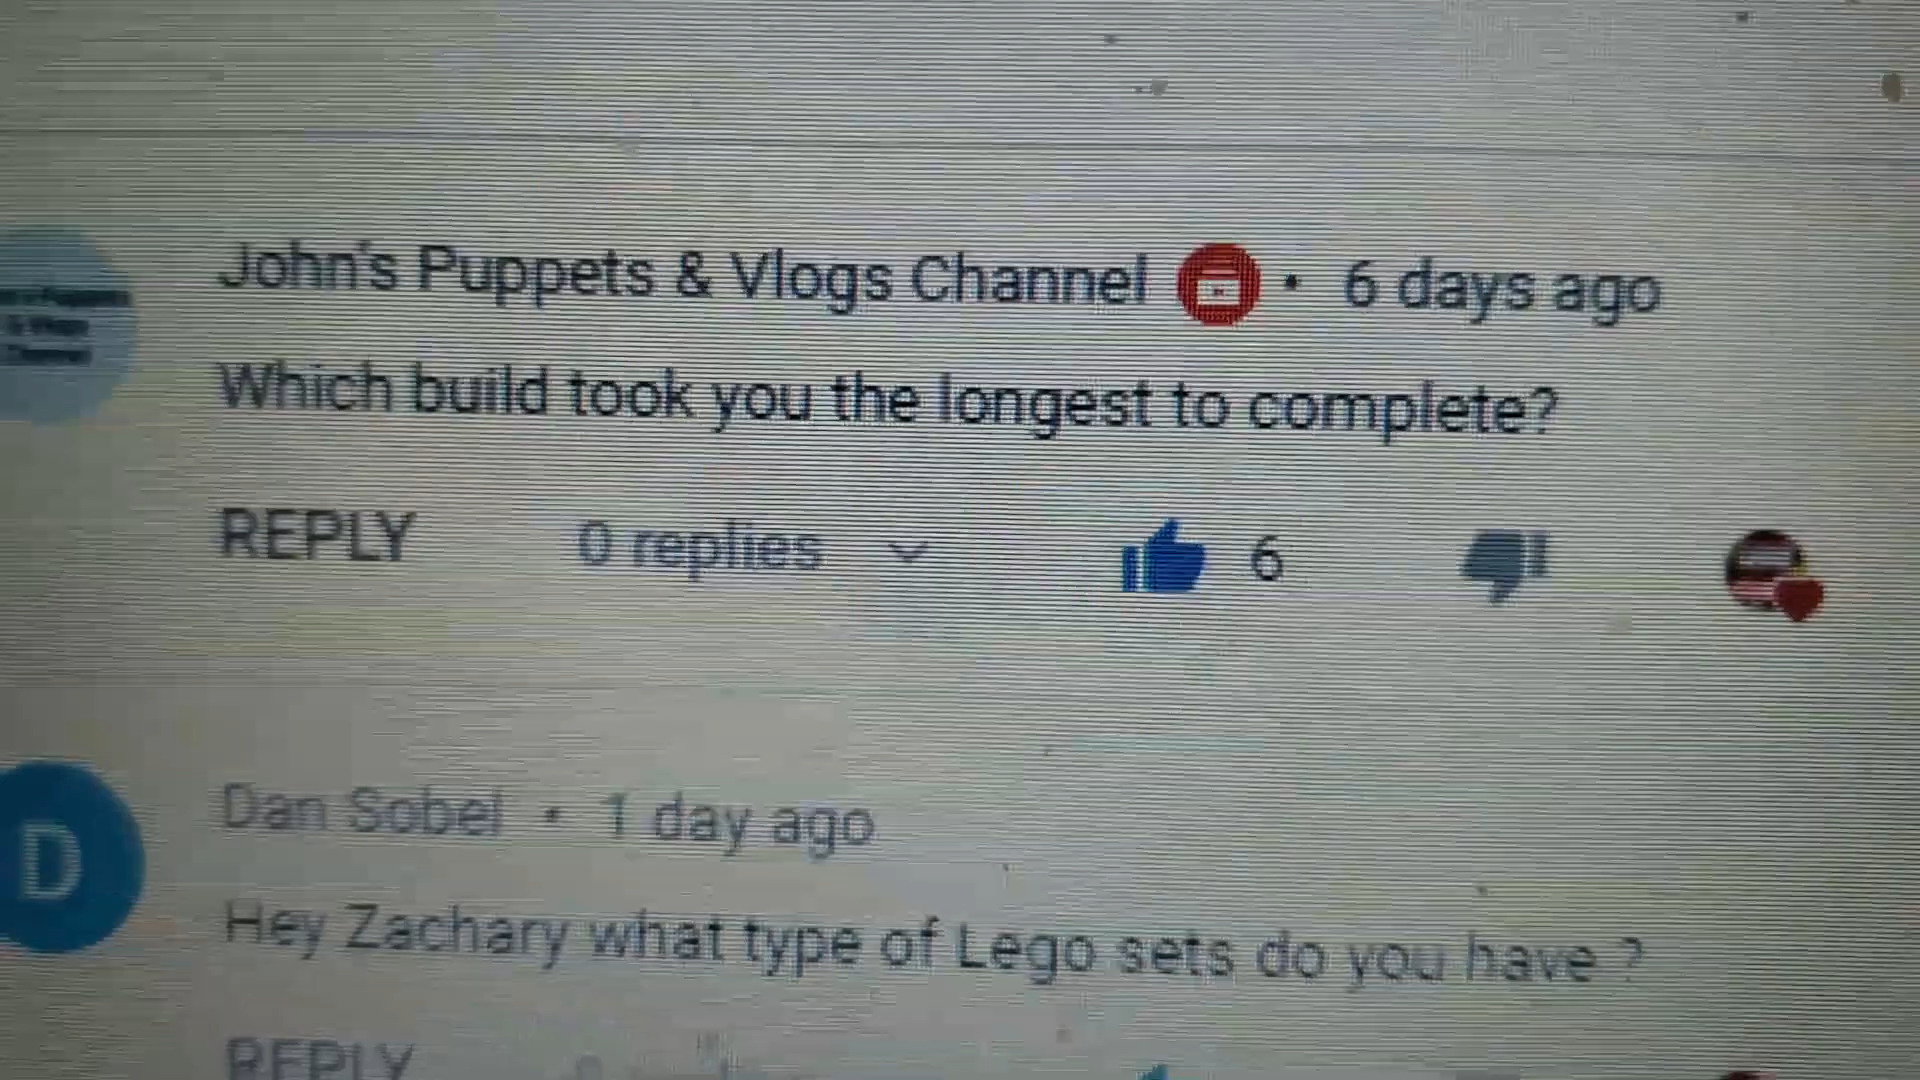 John's Puppets & Vlogs Channel • 6 days ago
Which build took you the longest to complete?
REPLY 0 replies 6
D
Dan Sobel • 1 day ago
Hey Zachary what type of Lego sets do you have ?
REPLY